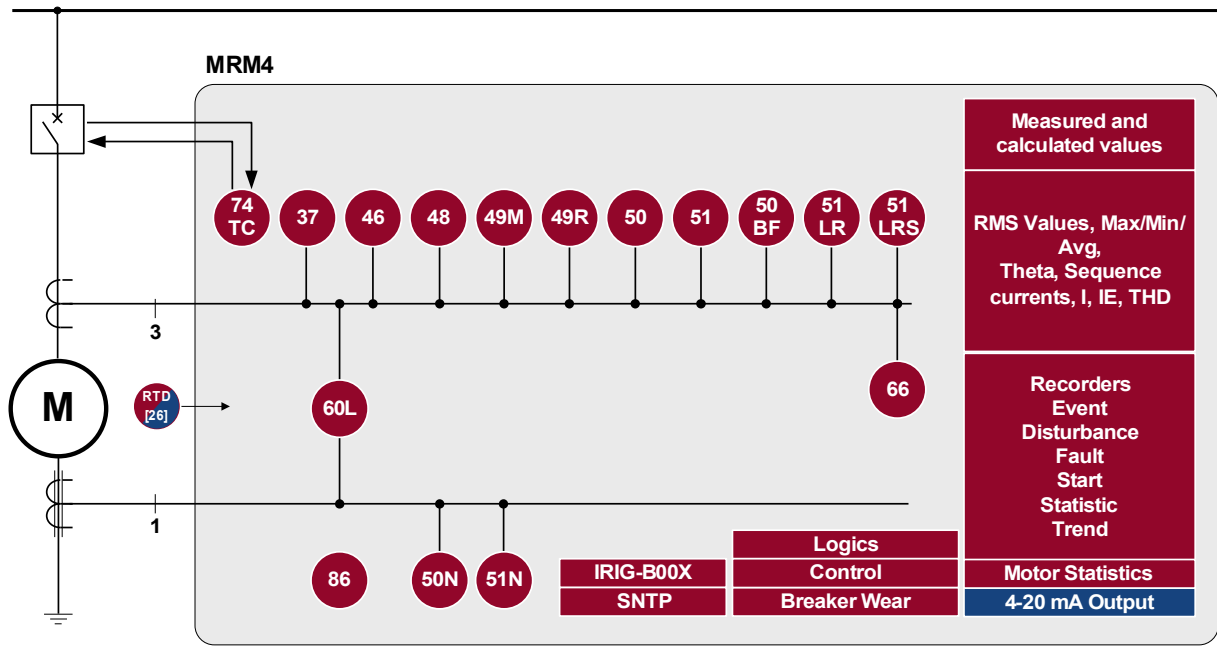 MRM4
74
TC
37
46
48
49M
49R
50
51
50
BF
51
LR
51
LRS
3
M
RTD
[26]
60L
66
1
86
50N
51N
IRIG-B00X
SNTP
Logics
Control
Breaker Wear
Measured and
calculated values
RMS Values, Max/Min/
Avg,
Theta, Sequence
currents, I, IE, THD
Recorders
Event
Disturbance
Fault
Start
Statistic
Trend
Motor Statistics
4-20 mA Output